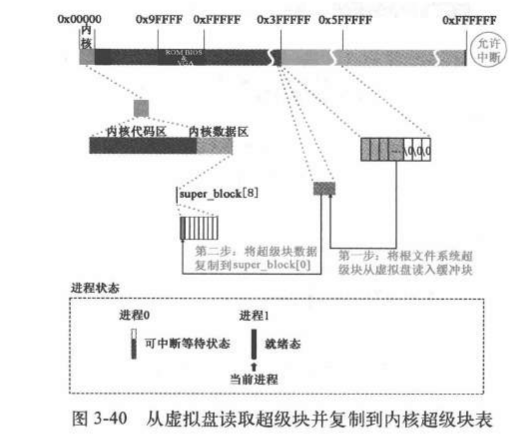 0x00000 0x9FFFF 0xFFFFF 0x3FFFFF 0x5FFFFF 0xFFFFFF
内
核
ROM BIOS
&
VGA
允许
中断
内核代码区 内核数据区
super_block[8]
第二步：将超级块数据
复制到super_block[0]
第一步：将根文件系统超
级块从虚拟盘读入缓冲块
进程状态
进程0 进程1
可中断等待状态 就绪态
当前进程
图 3-40 从虚拟盘读取超级块并复制到内核超级块表